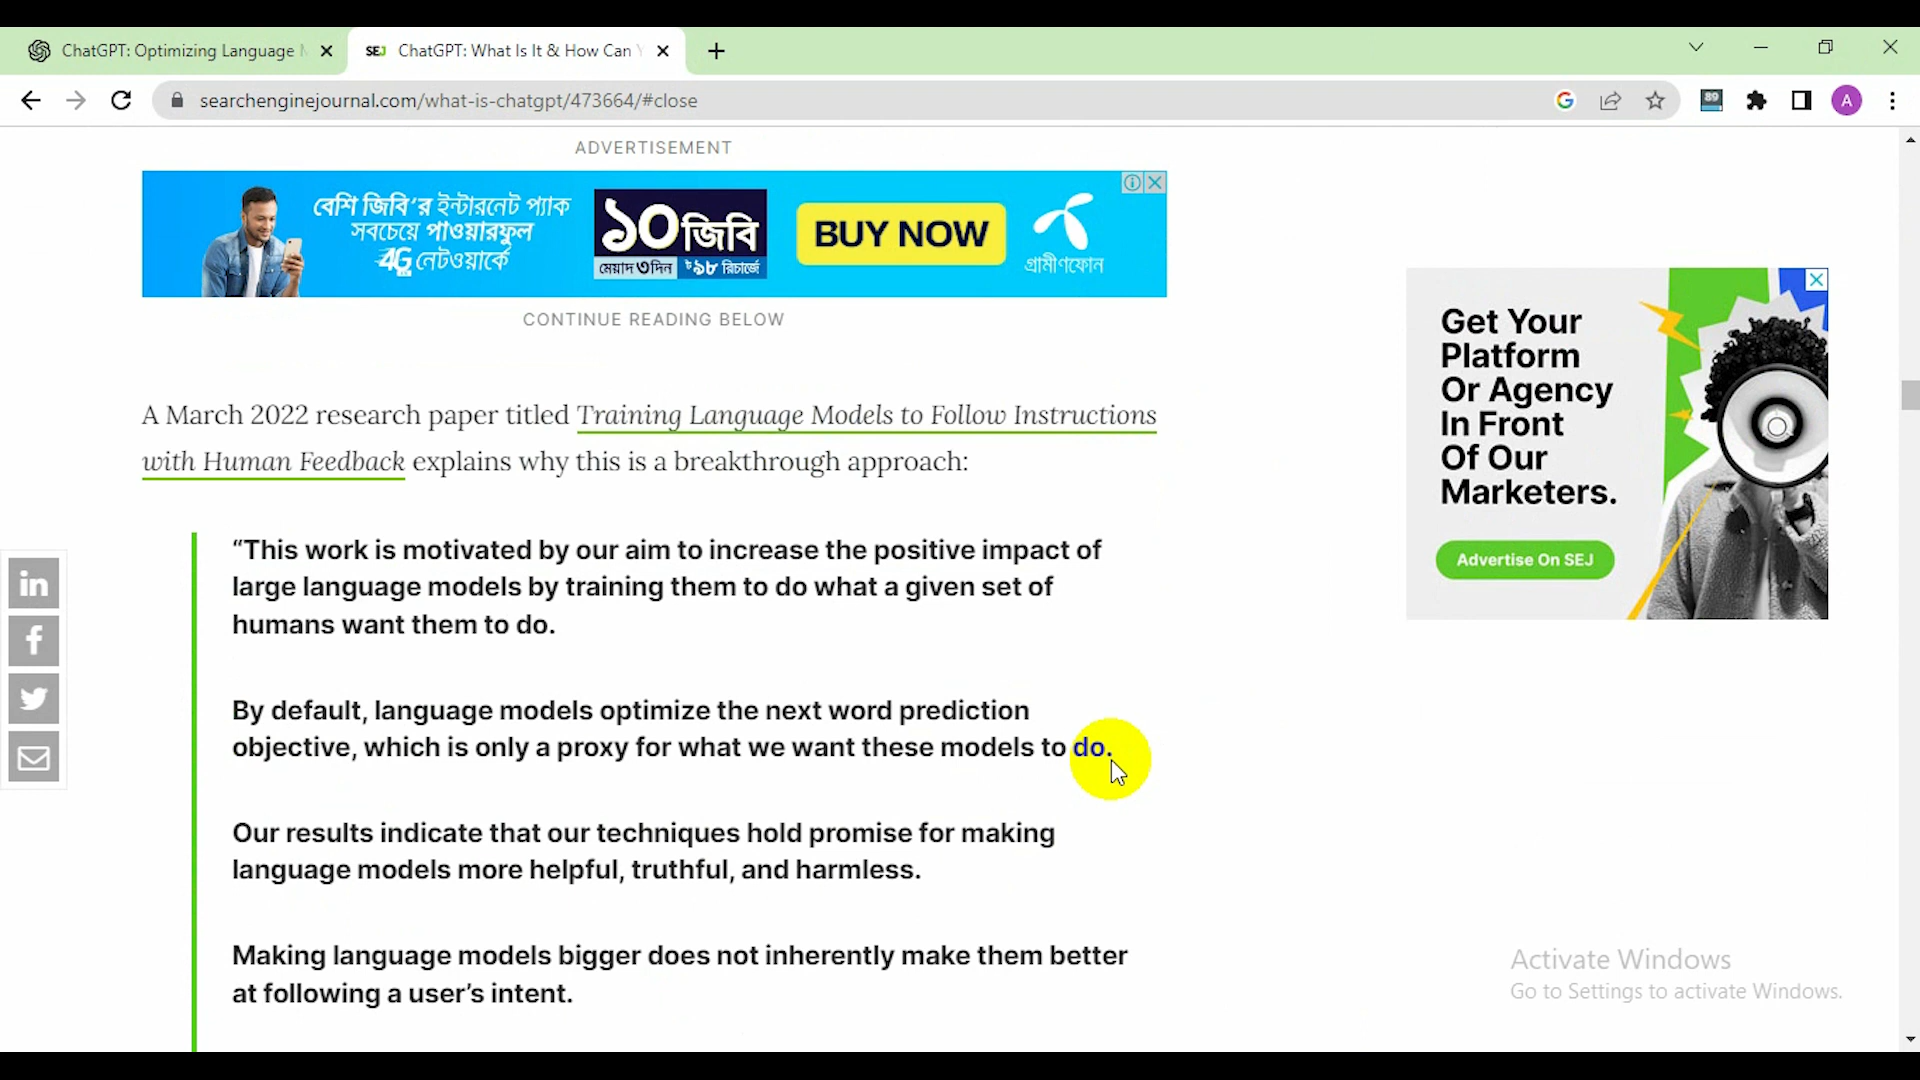 ChatGPT: Optimizing Language
SEJ ChatGPT: What Is It & How Can
searchenginejournal.com/what-is-chatgpt/473664/#close
89
A
ADVERTISEMENT
বেশি জিবি'র ইন্টারনেট প্যাক
সবচেয়ে পাওয়ারফুল
4G নেটওয়ার্কে
১০জিবি
মেয়াদ ৩দিন ৳৯৮ রিচার্জে
BUY NOW
গ্রামীণফোন
CONTINUE READING BELOW
Get Your
Platform
Or Agency
In Front
Of Our
Marketers.
Advertise On SEJ
A March 2022 research paper titled Training Language Models to Follow Instructions
with Human Feedback explains why this is a breakthrough approach:
“This work is motivated by our aim to increase the positive impact of
large language models by training them to do what a given set of
humans want them to do.
By default, language models optimize the next word prediction
objective, which is only a proxy for what we want these models to do.
Our results indicate that our techniques hold promise for making
language models more helpful, truthful, and harmless.
Making language models bigger does not inherently make them better
at following a user’s intent.
in
f
Activate Windows
Go to Settings to activate Windows.